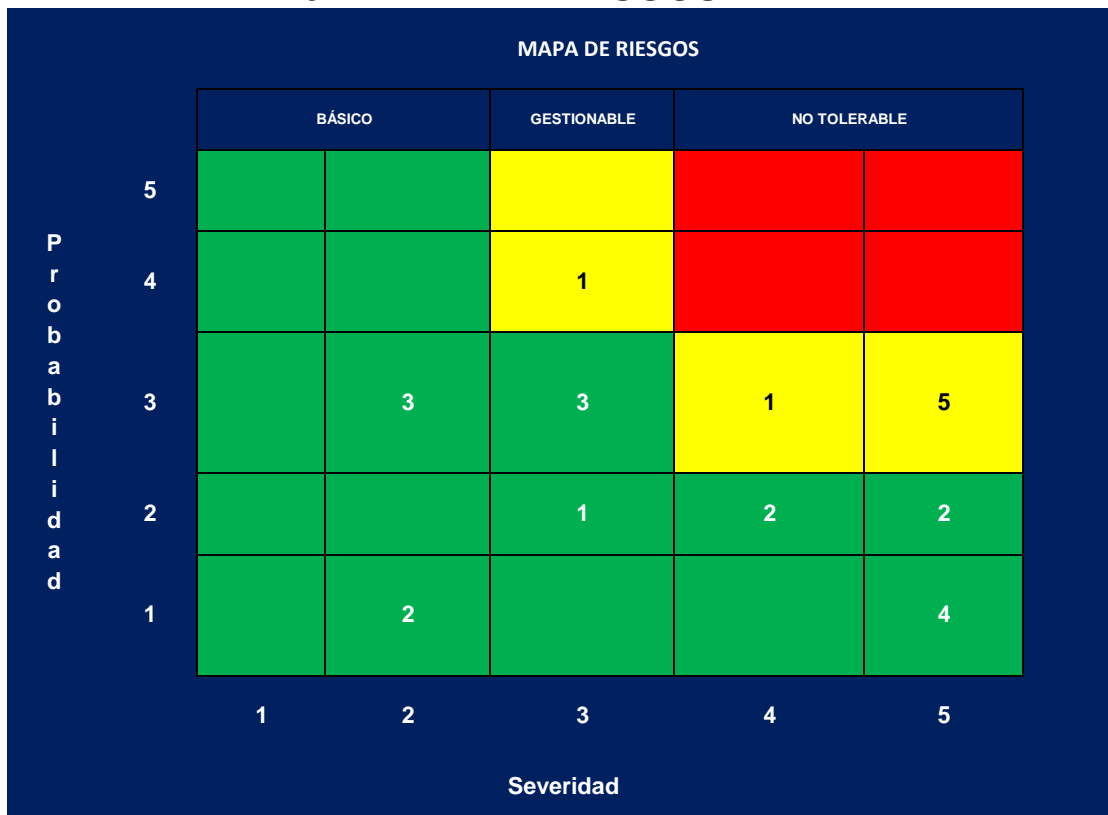 MAPA DE RIESGOS
BÁSICO GESTIONABLE NO TOLERABLE
Probabilidad
5
4 1
3 3 3 1 5
2 1 2 2
1 2 4
1 2 3 4 5
Severidad